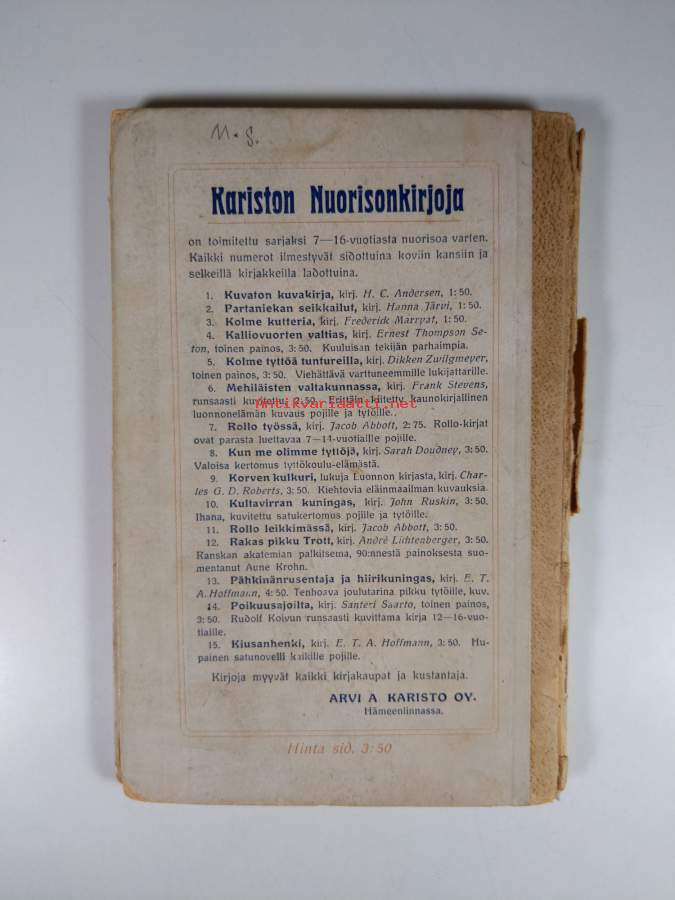 M. S.
Kariston Nuorisonkirjoja
on toimitettu sarjaksi 7—16-vuotiasta nuorisoa varten.
Kaikki numerot ilmestyvät sidottuina koviin kansiin ja
selkeillä kirjakkeilla ladottuina.
1. Kuvaton kuvakirja, kirj. H. C. Andersen, 1: 50.
2. Partaniekan seikkailut, kirj. Hanna Järvi, 1: 50.
3. Kolme kutteria, kirj. Frederick Marryat, 1: 50.
4. Kalliovuorten valtias, kirj. Ernest Thompson Se-
ton, toinen painos, 3: 50. Kuuluisan tekijän parhaimpia.
5. Kolme tyttöä tuntureilla, kirj. Dikken Zwilgmeyer,
toinen painos, 3: 50. Viehättävä varttuneemmille lukijattarille.
6. Mehiläisten valtakunnassa, kirj. Frank Stevens,
runsaasti kuvitettu, 2: 50. Erittäin kiitetty kaunokirjallinen
Antikvariaatti.net
luonnonelämän kuvaus pojille ja tytöille.
7. Rollo työssä, kirj. Jacob Abbott, 2: 75. Rollo-kirjat
ovat parasta luettavaa 7—14-vuotiaille pojille.
8. Kun me olimme tyttöjä, kirj. Sarah Doudney, 3: 50.
Valoisa kertomus tyttökoulu-elämästä.
9. Korven kulkuri, lukuja Luonnon kirjasta, kirj. Char-
les G. D. Roberts, 3: 50. Kiehtovia eläinmaailman kuvauksia.
10. Kultavirran kuningas, kirj. John Ruskin, 3: 50.
Ihana, kuvitettu satukertomus pojille ja tytöille.
11. Rollo leikkimässä, kirj. Jacob Abbott, 3: 50.
12. Rakas pikku Trott, kirj. André Lichtenberger, 3: 50.
Ranskan akatemian palkitsema, 90:nnestä painoksesta suo-
mentanut Aune Krohn.
13. Pähkinänrusentaja ja hiirikuningas, kirj. E. T.
A. Hoffmann, 4: 50. Tenhoava joulutarina pikku tytöille, kuv.
14. Poikuusajoilta, kirj. Santeri Saarto, toinen painos,
3: 50. Rudolf Koivun runsaasti kuvittama kirja 12—16-vuo-
tiaille.
15. Kiusanhenki, kirj. E. T. A. Hoffmann, 3: 50. Hu-
painen satunovelli kaikille pojille.
Kirjoja myyvät kaikki kirjakaupat ja kustantaja.
ARVI A. KARISTO OY.
Hämeenlinnassa.
Hinta sid. 3: 50